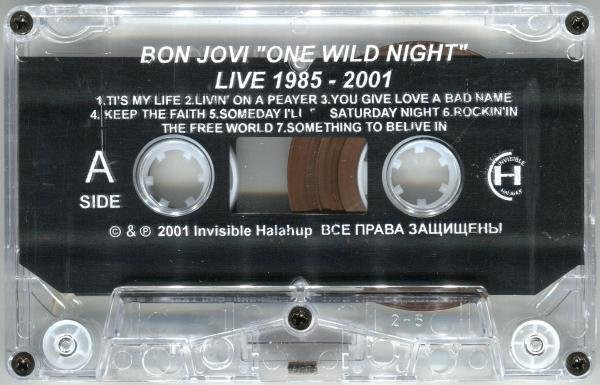 BON JOVI "ONE WILD NIGHT"
LIVE 1985 - 2001
1.TI'S MY LIFE 2.LIVIN' ON A PEAYER 3.YOU GIVE LOVE A BAD NAME
4. KEEP THE FAITH 5.SOMEDAY I'LL SATURDAY NIGHT 6.ROCKIN'IN
THE FREE WORLD 7.SOMETHING TO BELIVE IN
A
SIDE
INVISIBLE
H
© & ℗ 2001 Invisible Halahup ВСЕ ПРАВА ЗАЩИЩЕНЫ